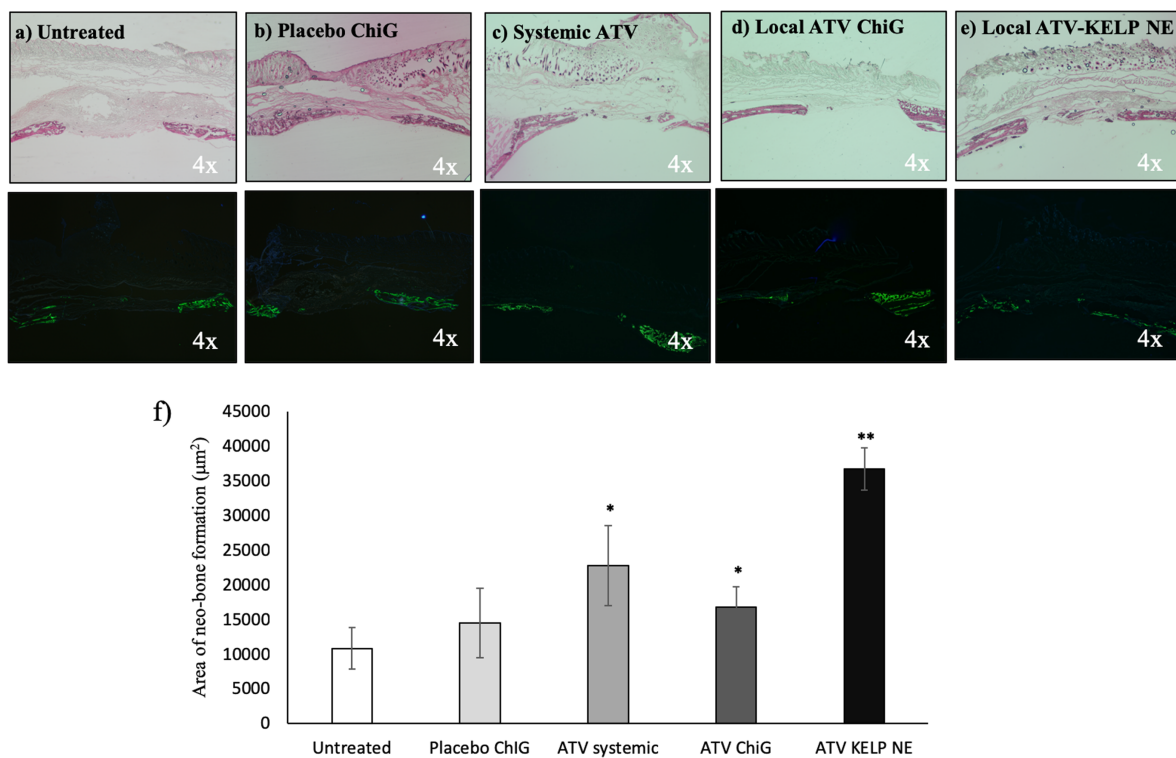 a) Untreated
b) Placebo ChiG
c) Systemic ATV
d) Local ATV ChiG
e) Local ATV-KELP NE
4x
4x
4x
4x
4x
4x
4x
4x
4x
4x
f)
Area of neo-bone formation (µm²)
45000
40000
35000
30000
25000
20000
15000
10000
5000
0
*
*
**
Untreated
Placebo ChIG
ATV systemic
ATV ChiG
ATV KELP NE